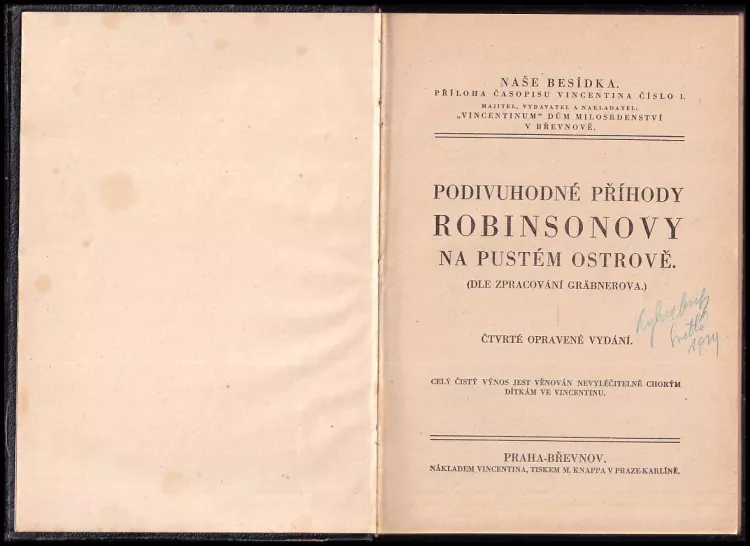 NAŠE BESÍDKA.
PŘÍLOHA ČASOPISU VINCENTINA ČÍSLO 1.
MAJITEL, VYDAVATEL A NAKLADATEL:
„VINCENTINUM“ DŮM MILOSRDENSTVÍ
V BŘEVNOVĚ.
PODIVUHODNÉ PŘÍHODY
ROBINSONOVY
NA PUSTÉM OSTROVĚ.
(DLE ZPRACOVÁNÍ GRÄBNEROVA.)
ČTVRTÉ OPRAVENÉ VYDÁNÍ.
CELÝ ČISTÝ VÝNOS JEST VĚNOVÁN NEVYLÉČITELNĚ CHORÝM
DÍTKÁM VE VINCENTINU.
PRAHA-BŘEVNOV.
NÁKLADEM VINCENTINA, TISKEM M. KNAPPA V PRAZE-KARLÍNĚ.